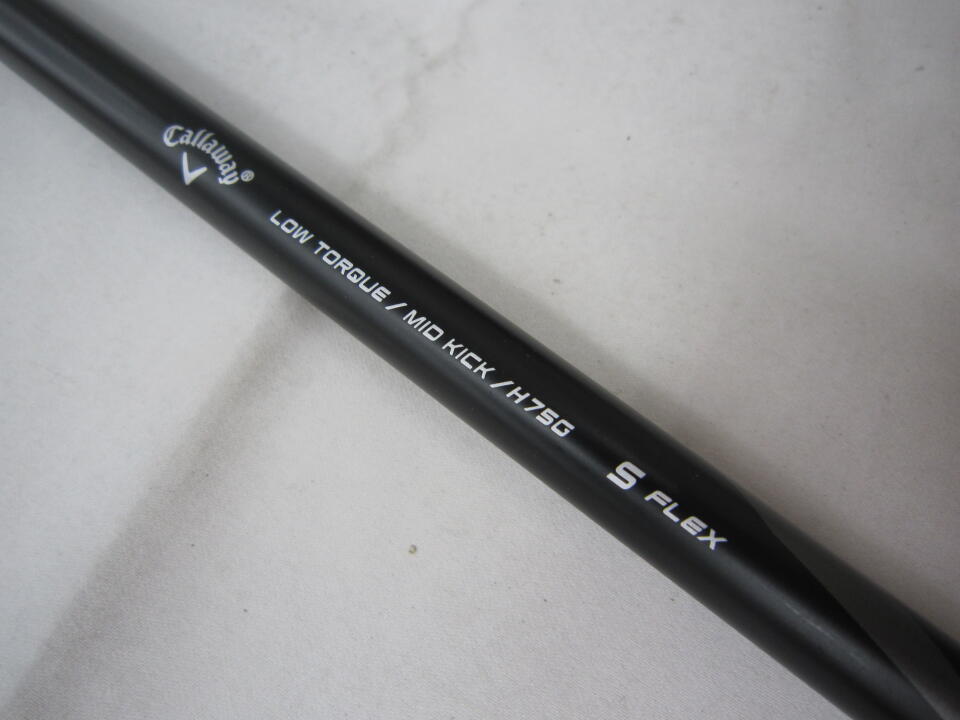 Callaway®
LOW TORQUE / MID KICK / H75G
S FLEX